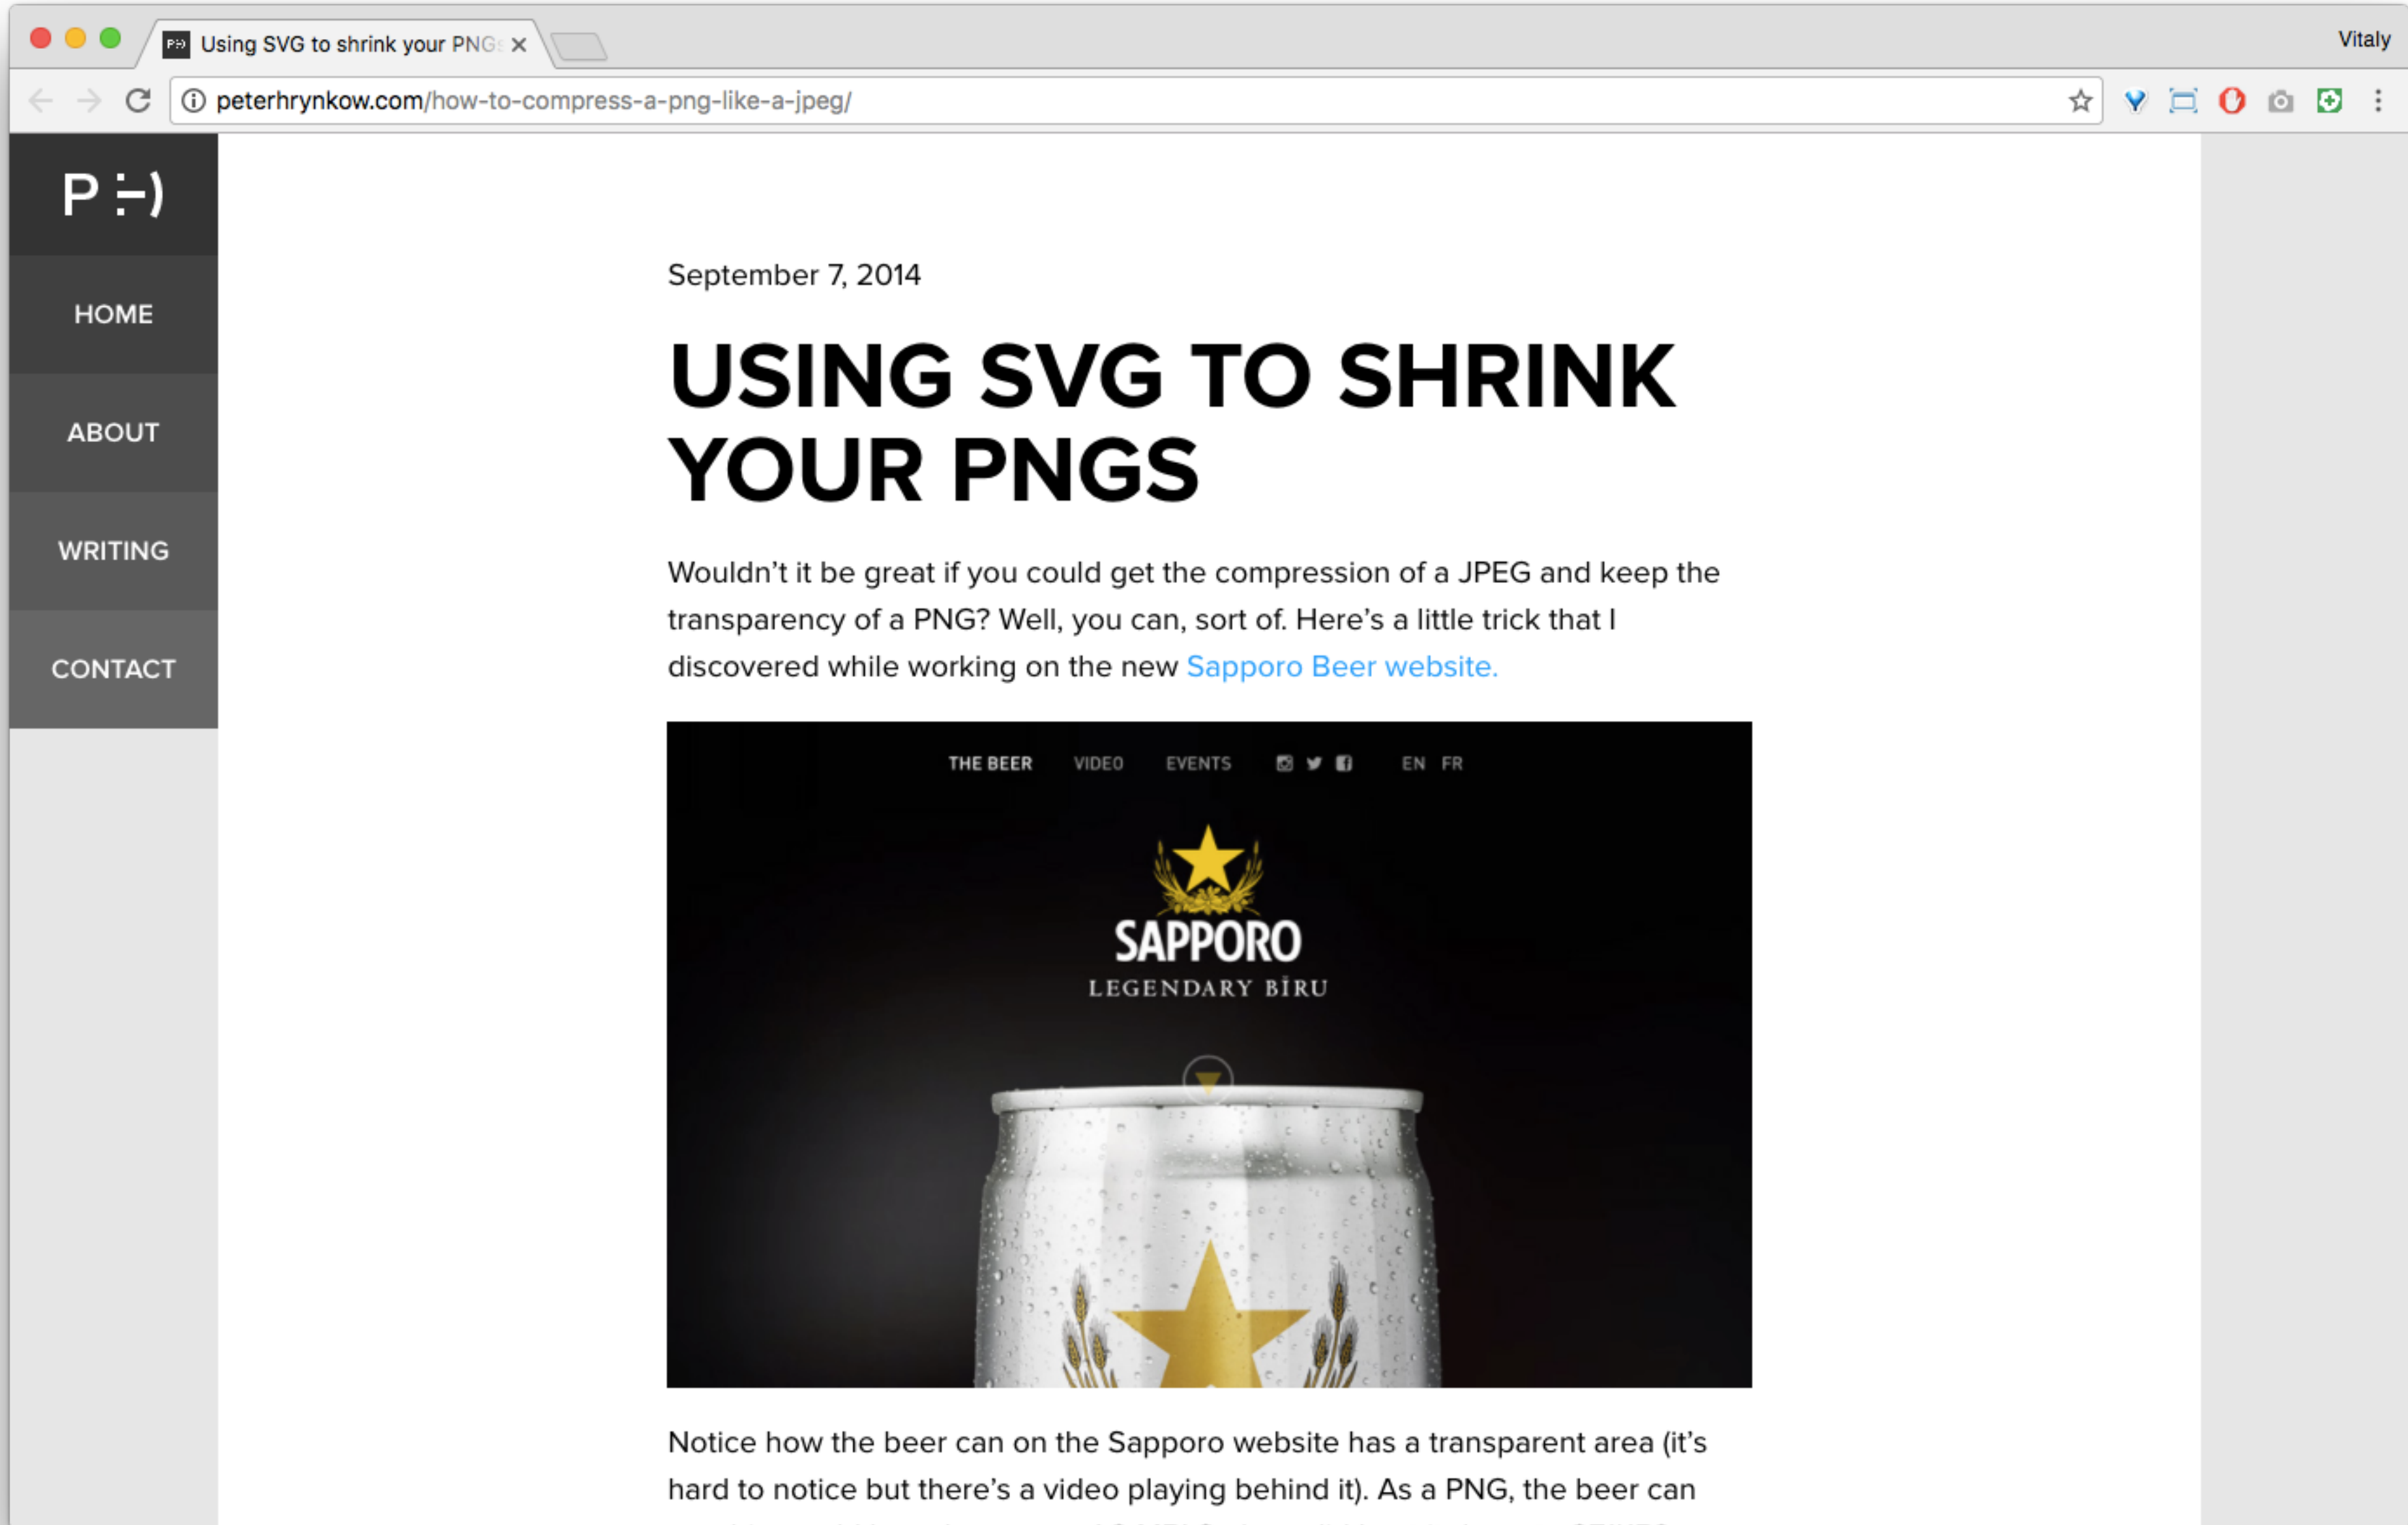 Using SVG to shrink your PNGs
Vitaly
peterhrynkow.com/how-to-compress-a-png-like-a-jpeg/
P :-)
HOME
ABOUT
WRITING
CONTACT
September 7, 2014
USING SVG TO SHRINK
YOUR PNGS
Wouldn’t it be great if you could get the compression of a JPEG and keep the
transparency of a PNG? Well, you can, sort of. Here’s a little trick that I
discovered while working on the new Sapporo Beer website.
THE BEER VIDEO EVENTS EN FR
SAPPORO
LEGENDARY BĪRU
Notice how the beer can on the Sapporo website has a transparent area (it’s
hard to notice but there’s a video playing behind it). As a PNG, the beer can